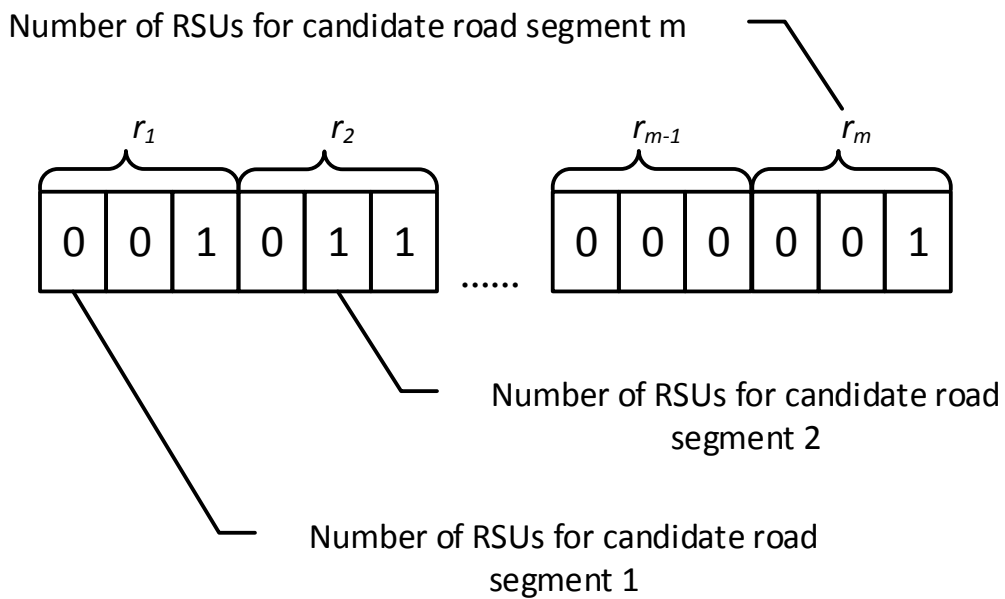 Number of RSUs for candidate road segment m
r1 r2 rm-1 rm
0 0 1 0 1 1 ...... 0 0 0 0 0 1
Number of RSUs for candidate road
segment 2
Number of RSUs for candidate road
segment 1